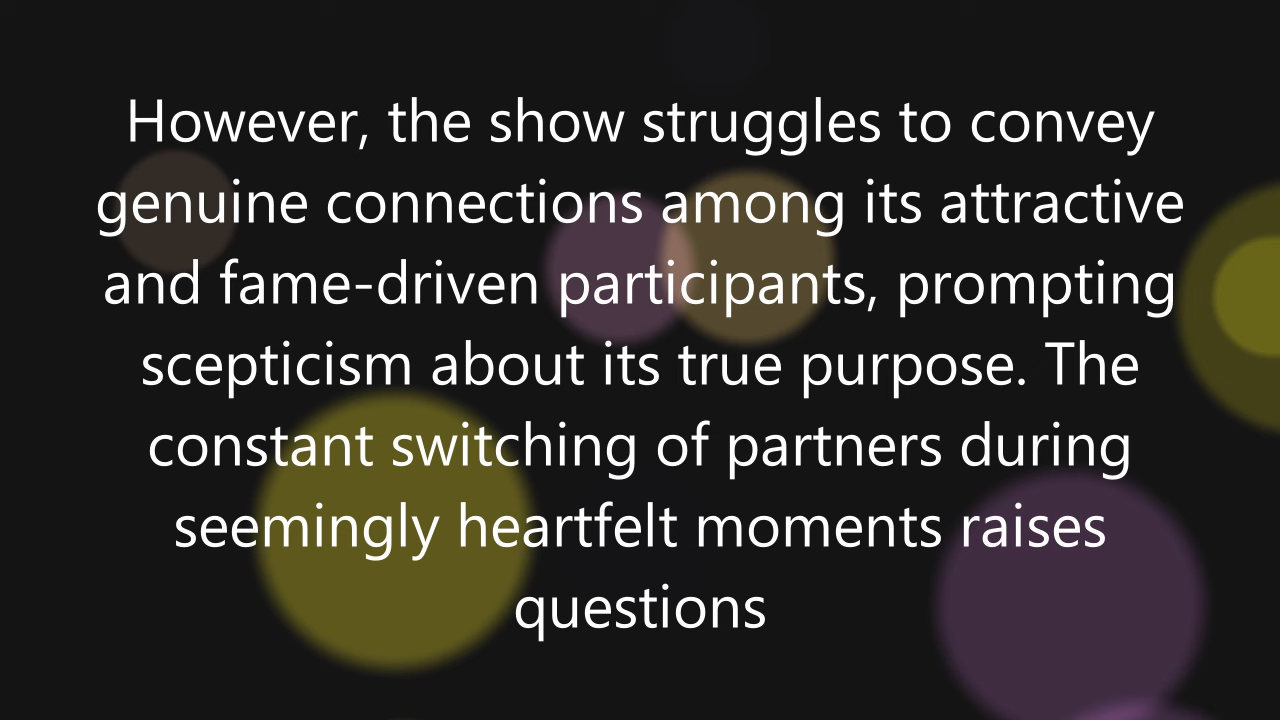 However, the show struggles to convey
genuine connections among its attractive
and fame-driven participants, prompting
scepticism about its true purpose. The
constant switching of partners during
seemingly heartfelt moments raises
questions